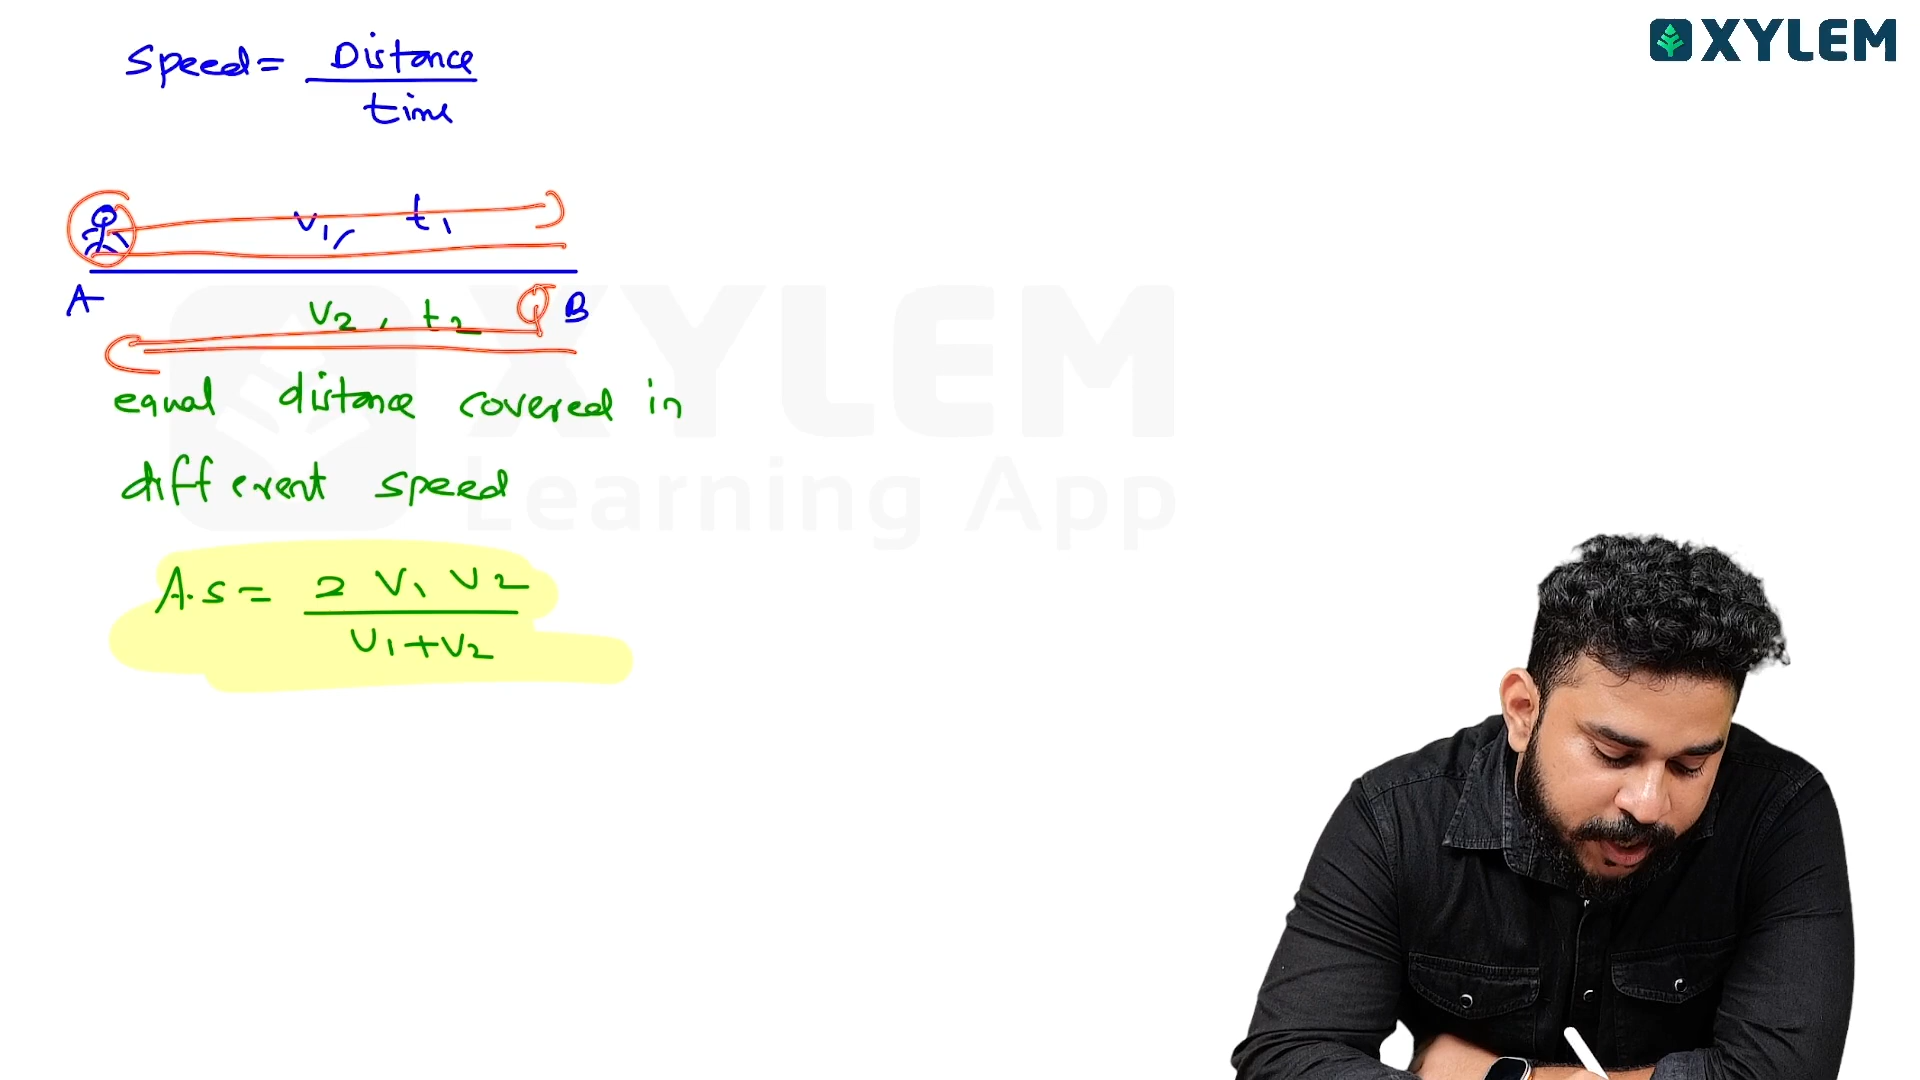 Speed = Distance
time
XYLEM
V1, t1
A B
V2, t2
XYLEM
Learning App
equal distance covered in
different speed
A.S = 2 V1 V2
V1+V2